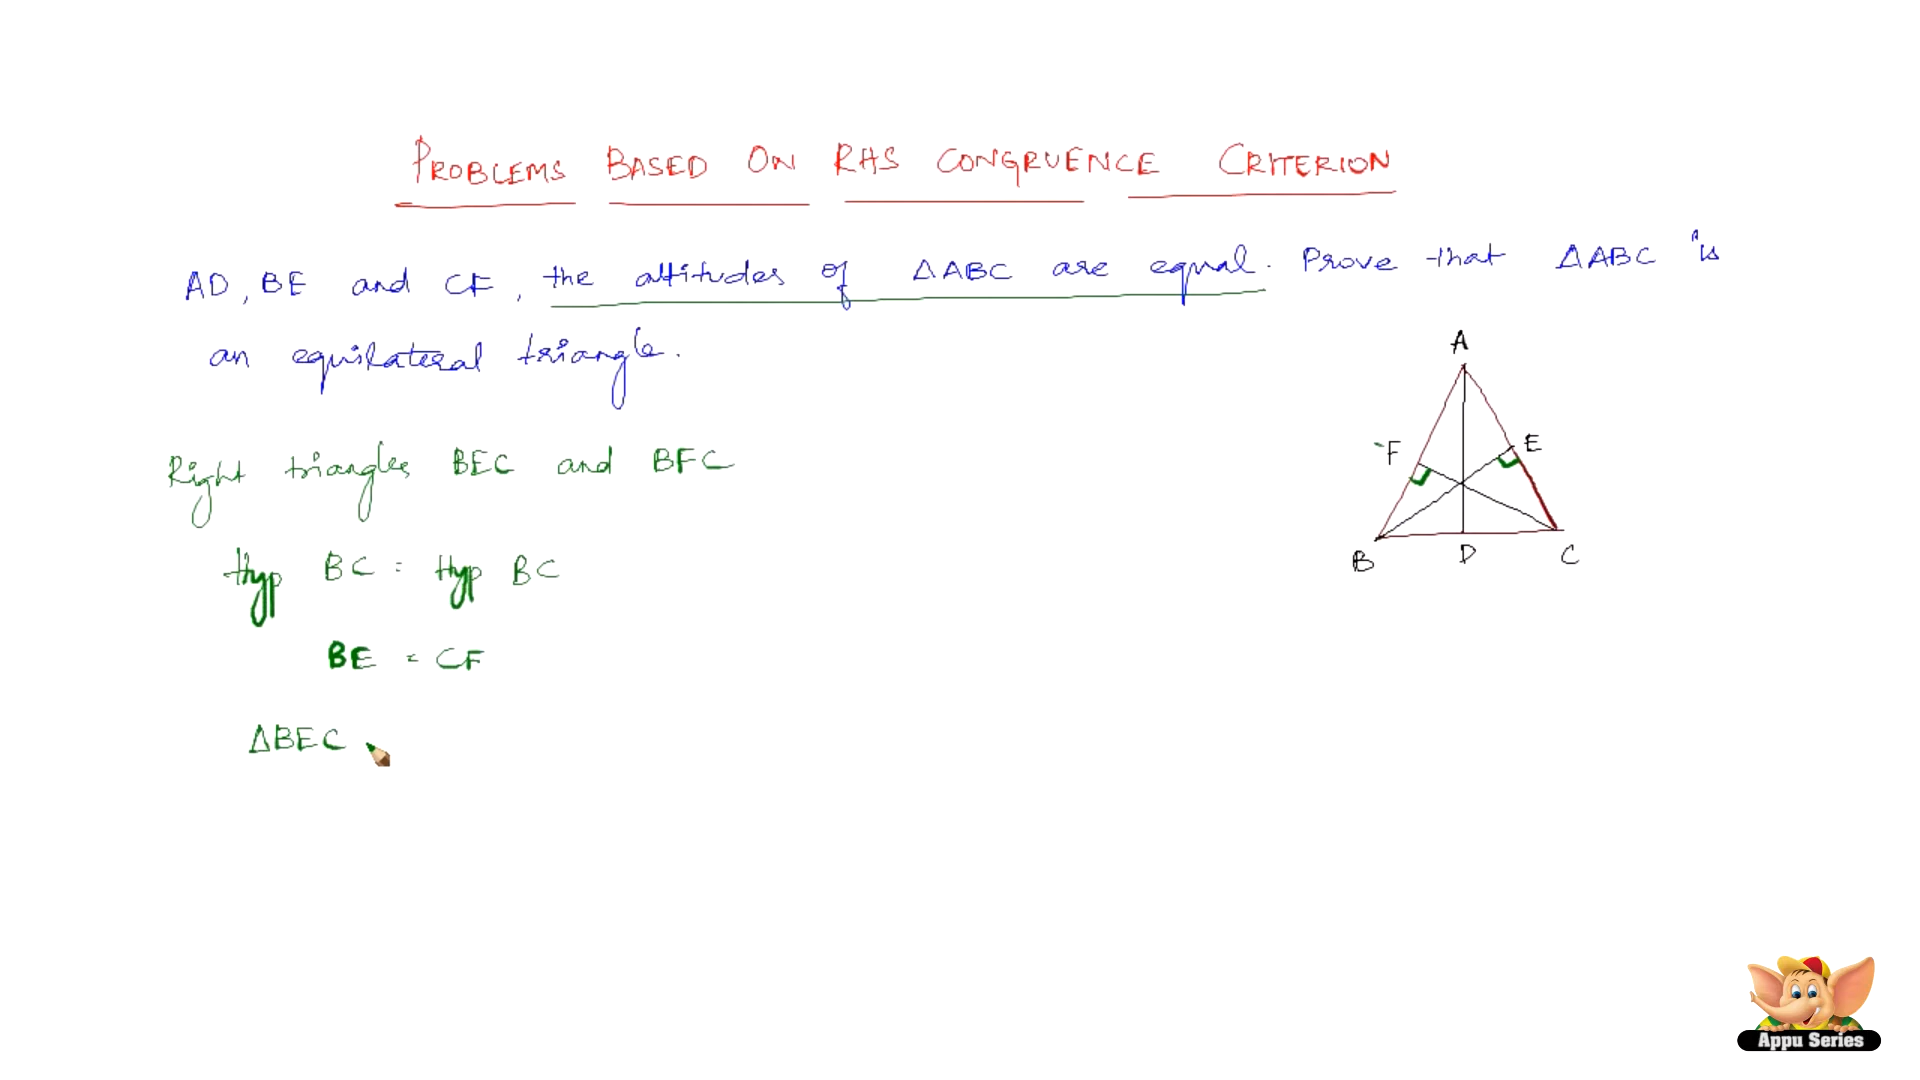 PROBLEMS BASED ON RHS CONGRUENCE CRITERION
AD, BE and CF, the altitudes of ΔABC are equal. Prove that ΔABC is
an equilateral triangle.
A
F
E
B
D
C
Right triangles BEC and BFC
Hyp BC = Hyp BC
BE = CF
ΔBEC
Appu Series